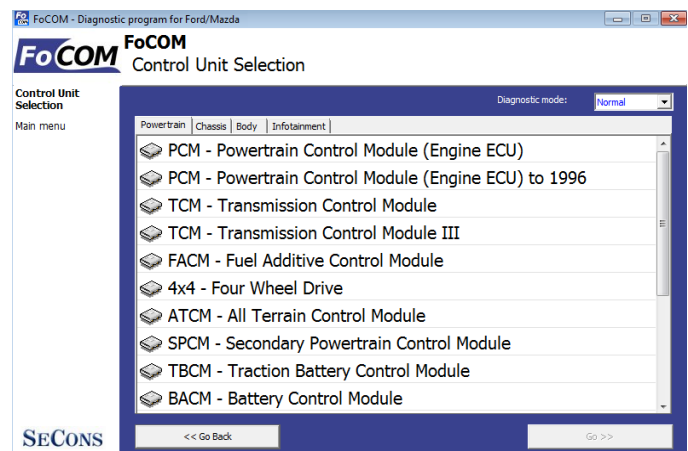 FoCOM - Diagnostic program for Ford/Mazda
FoCOM
FoCOM
Control Unit Selection
Control Unit
Selection
Main menu
Diagnostic mode:
Normal
Powertrain Chassis Body Infotainment
PCM - Powertrain Control Module (Engine ECU)
PCM - Powertrain Control Module (Engine ECU) to 1996
TCM - Transmission Control Module
TCM - Transmission Control Module III
FACM - Fuel Additive Control Module
4x4 - Four Wheel Drive
ATCM - All Terrain Control Module
SPCM - Secondary Powertrain Control Module
TBCM - Traction Battery Control Module
BACM - Battery Control Module
SECONS
<< Go Back
Go >>